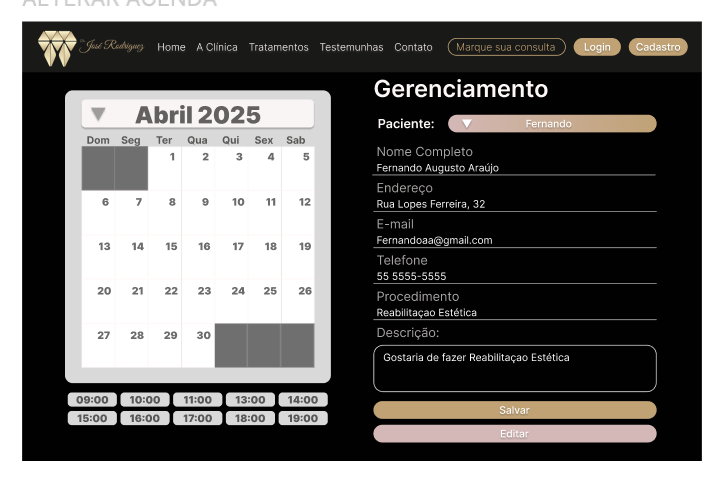 ALTERAR AGENDA
Dr. José Rodriguez Home A Clínica Tratamentos Testemunhas Contato Marque sua consulta Login Cadastro
Gerenciamento
Abril 2025
Paciente: Fernando
Dom Seg Ter Qua Qui Sex Sab
1 2 3 4 5
6 7 8 9 10 11 12
13 14 15 16 17 18 19
20 21 22 23 24 25 26
27 28 29 30
09:00 10:00 11:00 13:00 14:00
15:00 16:00 17:00 18:00 19:00
Nome Completo
Fernando Augusto Araújo
Endereço
Rua Lopes Ferreira, 32
E-mail
Fernandoaa@gmail.com
Telefone
55 5555-5555
Procedimento
Reabilitaçao Estética
Descrição:
Gostaria de fazer Reabilitaçao Estética
Salvar
Editar